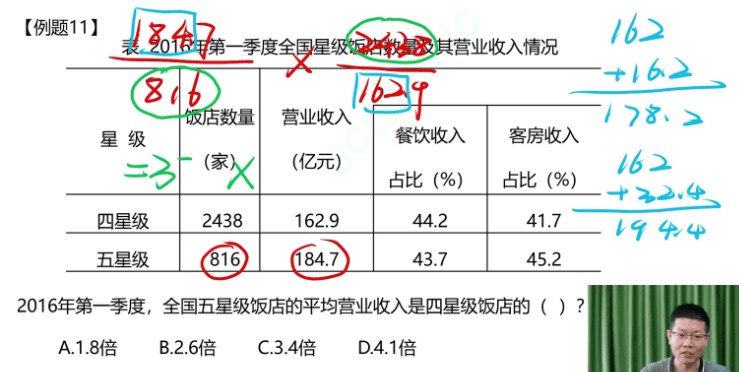 【例题11】
表 2016年第一季度全国星级饭店数量及其营业收入情况
1847 × 2438
816 1629
=3⁻ ×
星 级 饭店数量(家) 营业收入(亿元) 餐饮收入占比(%) 客房收入占比(%)
四星级 2438 162.9 44.2 41.7
五星级 816 184.7 43.7 45.2
162
+16.2
178.2
162
+32.4
194.4
2016年第一季度，全国五星级饭店的平均营业收入是四星级饭店的（ ）?
A.1.8倍 B.2.6倍 C.3.4倍 D.4.1倍